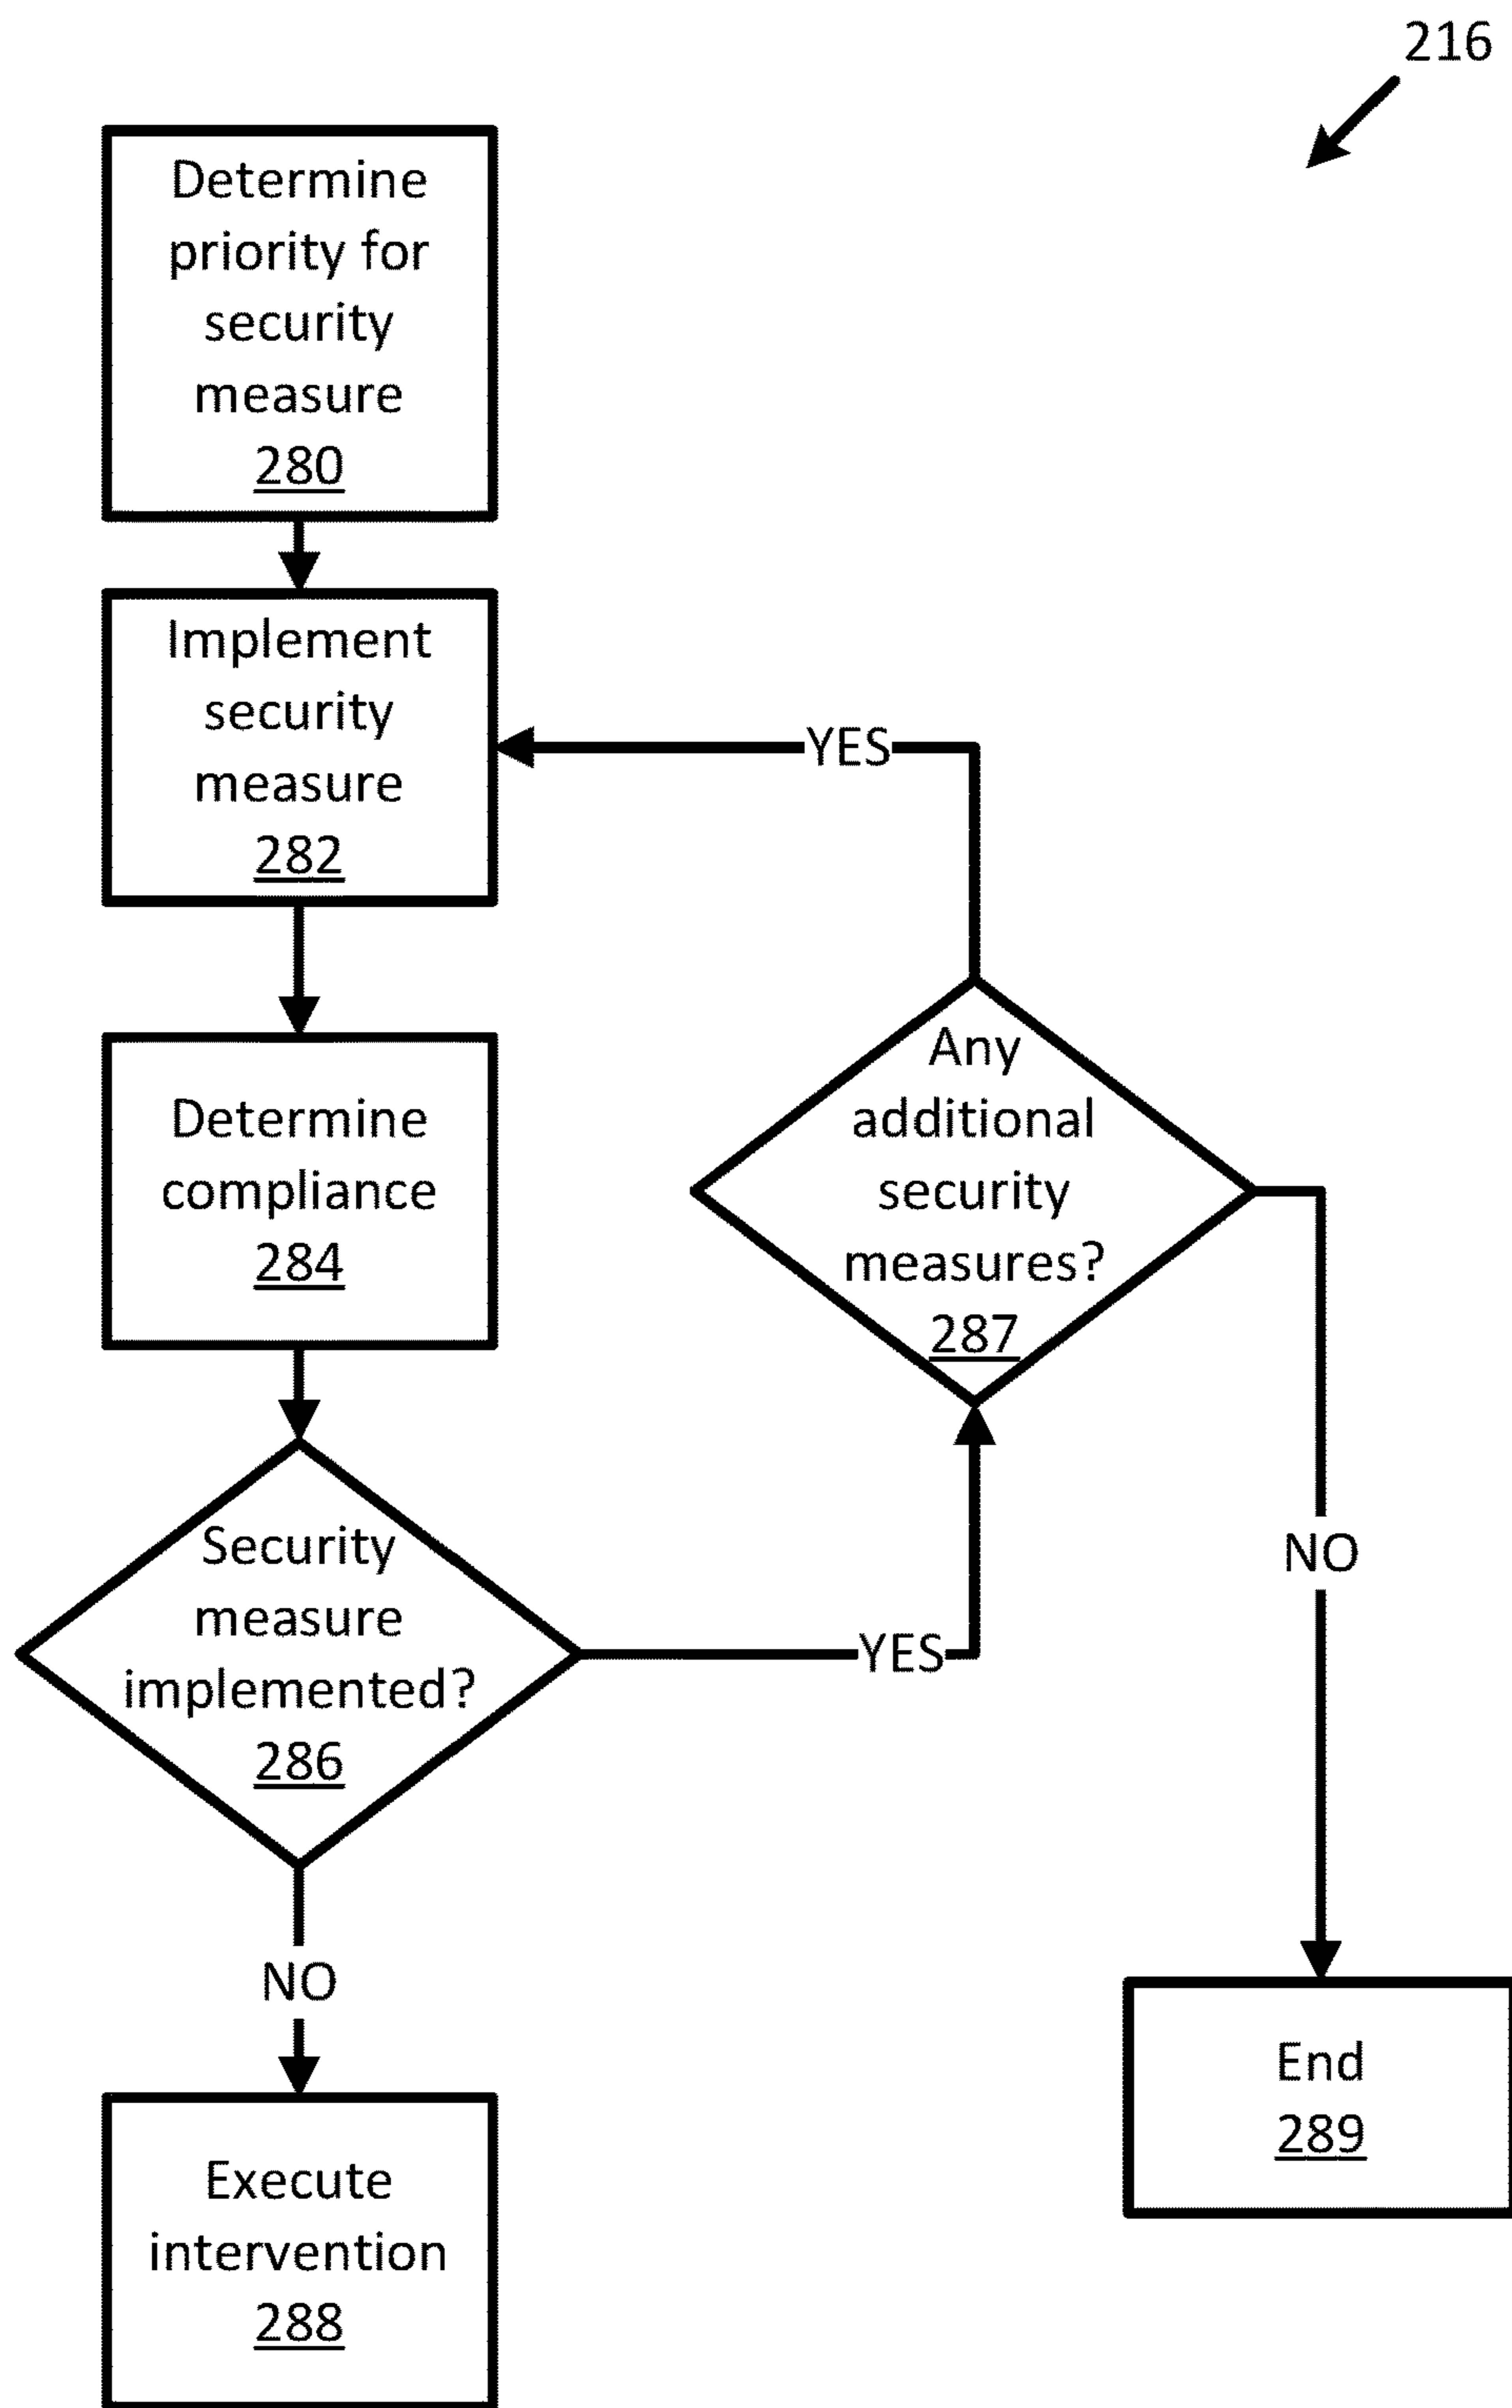 216
Determine
priority for
security
measure
280
Implement
security
measure
282
YES
Determine
compliance
284
Any
additional
security
measures?
287
Security
measure
implemented?
286
YES
NO
NO
Execute
intervention
288
End
289